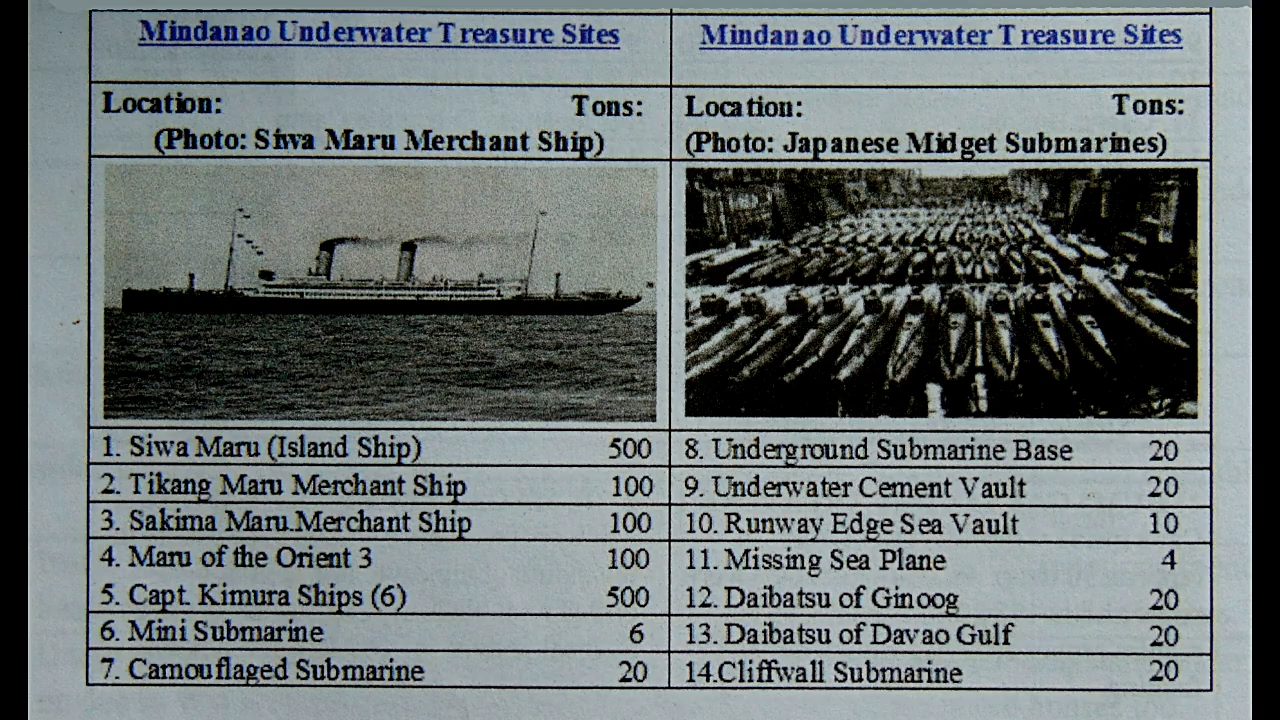 Mindanao Underwater Treasure Sites
Location: Tons:
(Photo: Siwa Maru Merchant Ship)
1. Siwa Maru (Island Ship) 500
2. Tikang Maru Merchant Ship 100
3. Sakima Maru.Merchant Ship 100
4. Maru of the Orient 3 100
5. Capt. Kimura Ships (6) 500
6. Mini Submarine 6
7. Camouflaged Submarine 20
Mindanao Underwater Treasure Sites
Location: Tons:
(Photo: Japanese Midget Submarines)
8. Underground Submarine Base 20
9. Underwater Cement Vault 20
10. Runway Edge Sea Vault 10
11. Missing Sea Plane 4
12. Daibatsu of Ginoog 20
13. Daibatsu of Davao Gulf 20
14.Cliffwall Submarine 20